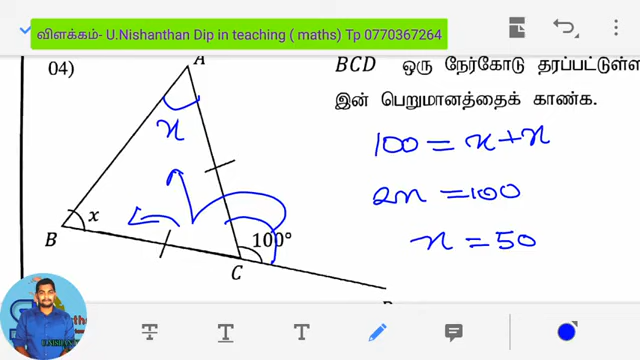 விளக்கம்- U.Nishanthan Dip in teaching ( maths) Tp 0770367264
04)
A
BCD ஒரு நேர்கோடு தரப்பட்டுள்ள
இன் பெறுமானத்தைக் காண்க.
x
100 = x+x
2x = 100
x = 50
x
B
100°
C
T T T